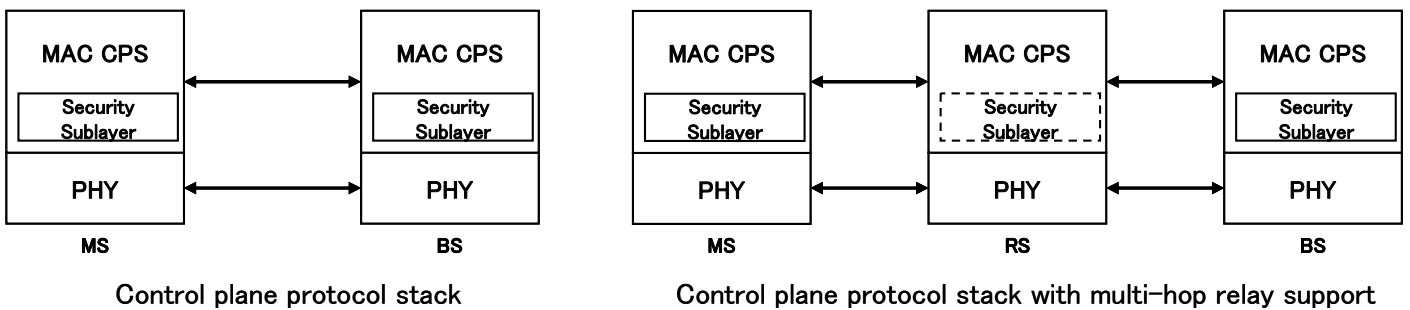 MAC CPS
Security
Sublayer
PHY
MS
MAC CPS
Security
Sublayer
PHY
BS
Control plane protocol stack
MAC CPS
Security
Sublayer
PHY
MS
MAC CPS
Security
Sublayer
PHY
RS
MAC CPS
Security
Sublayer
PHY
BS
Control plane protocol stack with multi-hop relay support